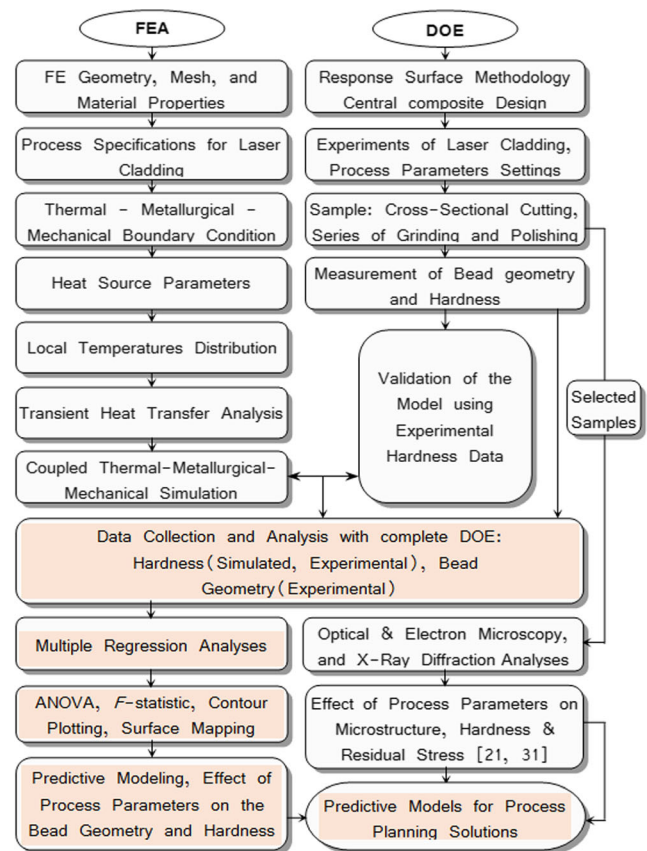 FEA
FE Geometry, Mesh, and
Material Properties
Process Specifications for Laser
Cladding
Thermal - Metallurgical -
Mechanical Boundary Condition
Heat Source Parameters
Local Temperatures Distribution
Transient Heat Transfer Analysis
Coupled Thermal-Metallurgical-
Mechanical Simulation
DOE
Response Surface Methodology
Central composite Design
Experiments of Laser Cladding,
Process Parameters Settings
Sample: Cross-Sectional Cutting,
Series of Grinding and Polishing
Measurement of Bead geometry
and Hardness
Validation of the
Model using
Experimental
Hardness Data
Selected
Samples
Data Collection and Analysis with complete DOE:
Hardness(Simulated, Experimental), Bead
Geometry(Experimental)
Multiple Regression Analyses
ANOVA, F-statistic, Contour
Plotting, Surface Mapping
Predictive Modeling, Effect of
Process Parameters on the
Bead Geometry and Hardness
Optical & Electron Microscopy,
and X-Ray Diffraction Analyses
Effect of Process Parameters on
Microstructure, Hardness &
Residual Stress [21, 31]
Predictive Models for Process
Planning Solutions